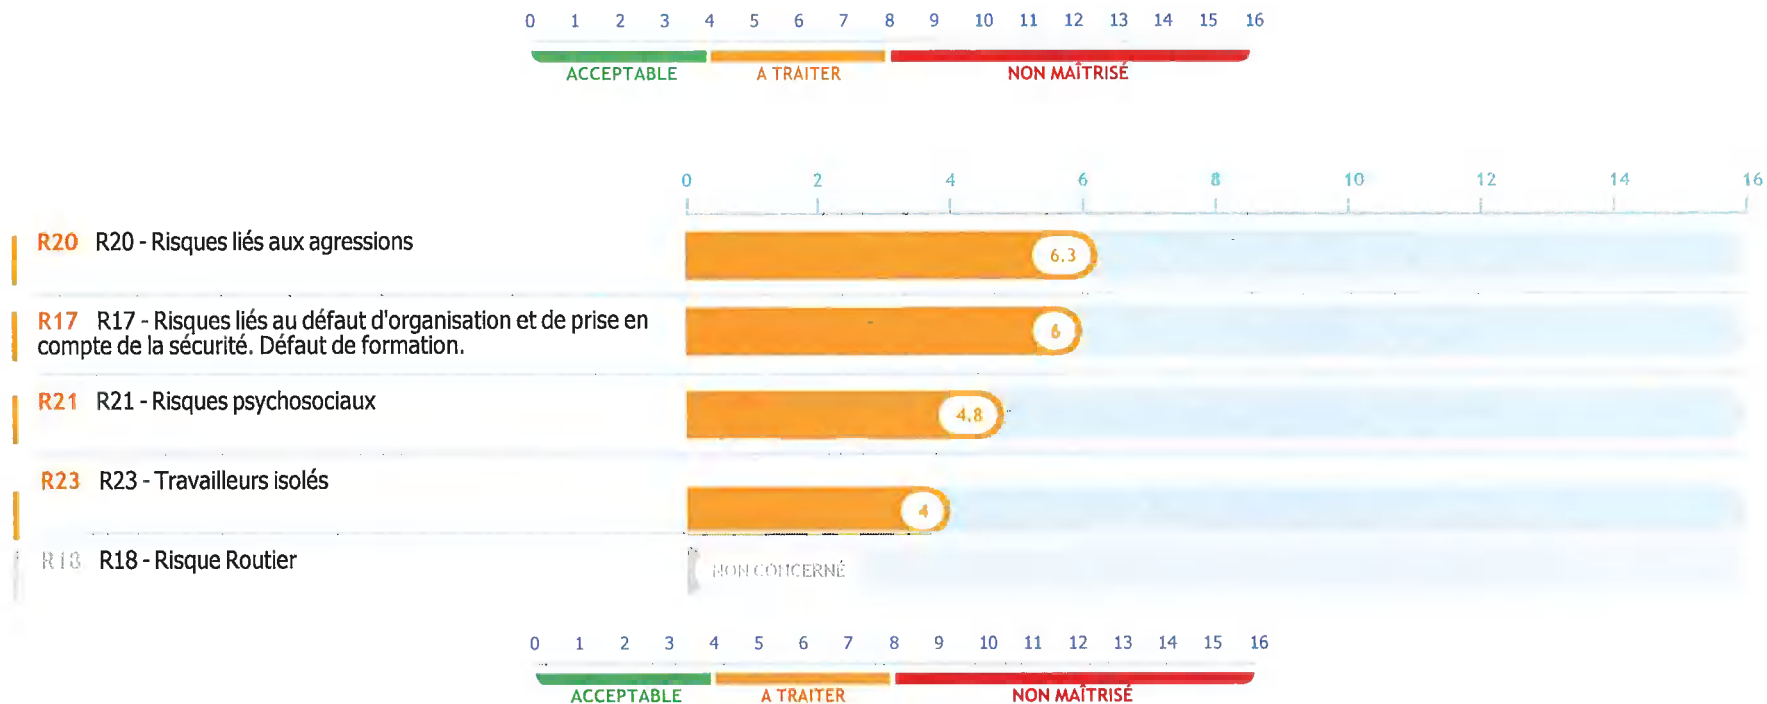 0 1 2 3 4 5 6 7 8 9 10 11 12 13 14 15 16
ACCEPTABLE A TRAITER NON MAÎTRISÉ
0 2 4 6 8 10 12 14 16
R20 R20 - Risques liés aux agressions
6.3
R17 R17 - Risques liés au défaut d'organisation et de prise en
compte de la sécurité. Défaut de formation.
6
R21 R21 - Risques psychosociaux
4.8
R23 R23 - Travailleurs isolés
4
R18 R18 - Risque Routier
NON CONCERNÉ
0 1 2 3 4 5 6 7 8 9 10 11 12 13 14 15 16
ACCEPTABLE A TRAITER NON MAÎTRISÉ